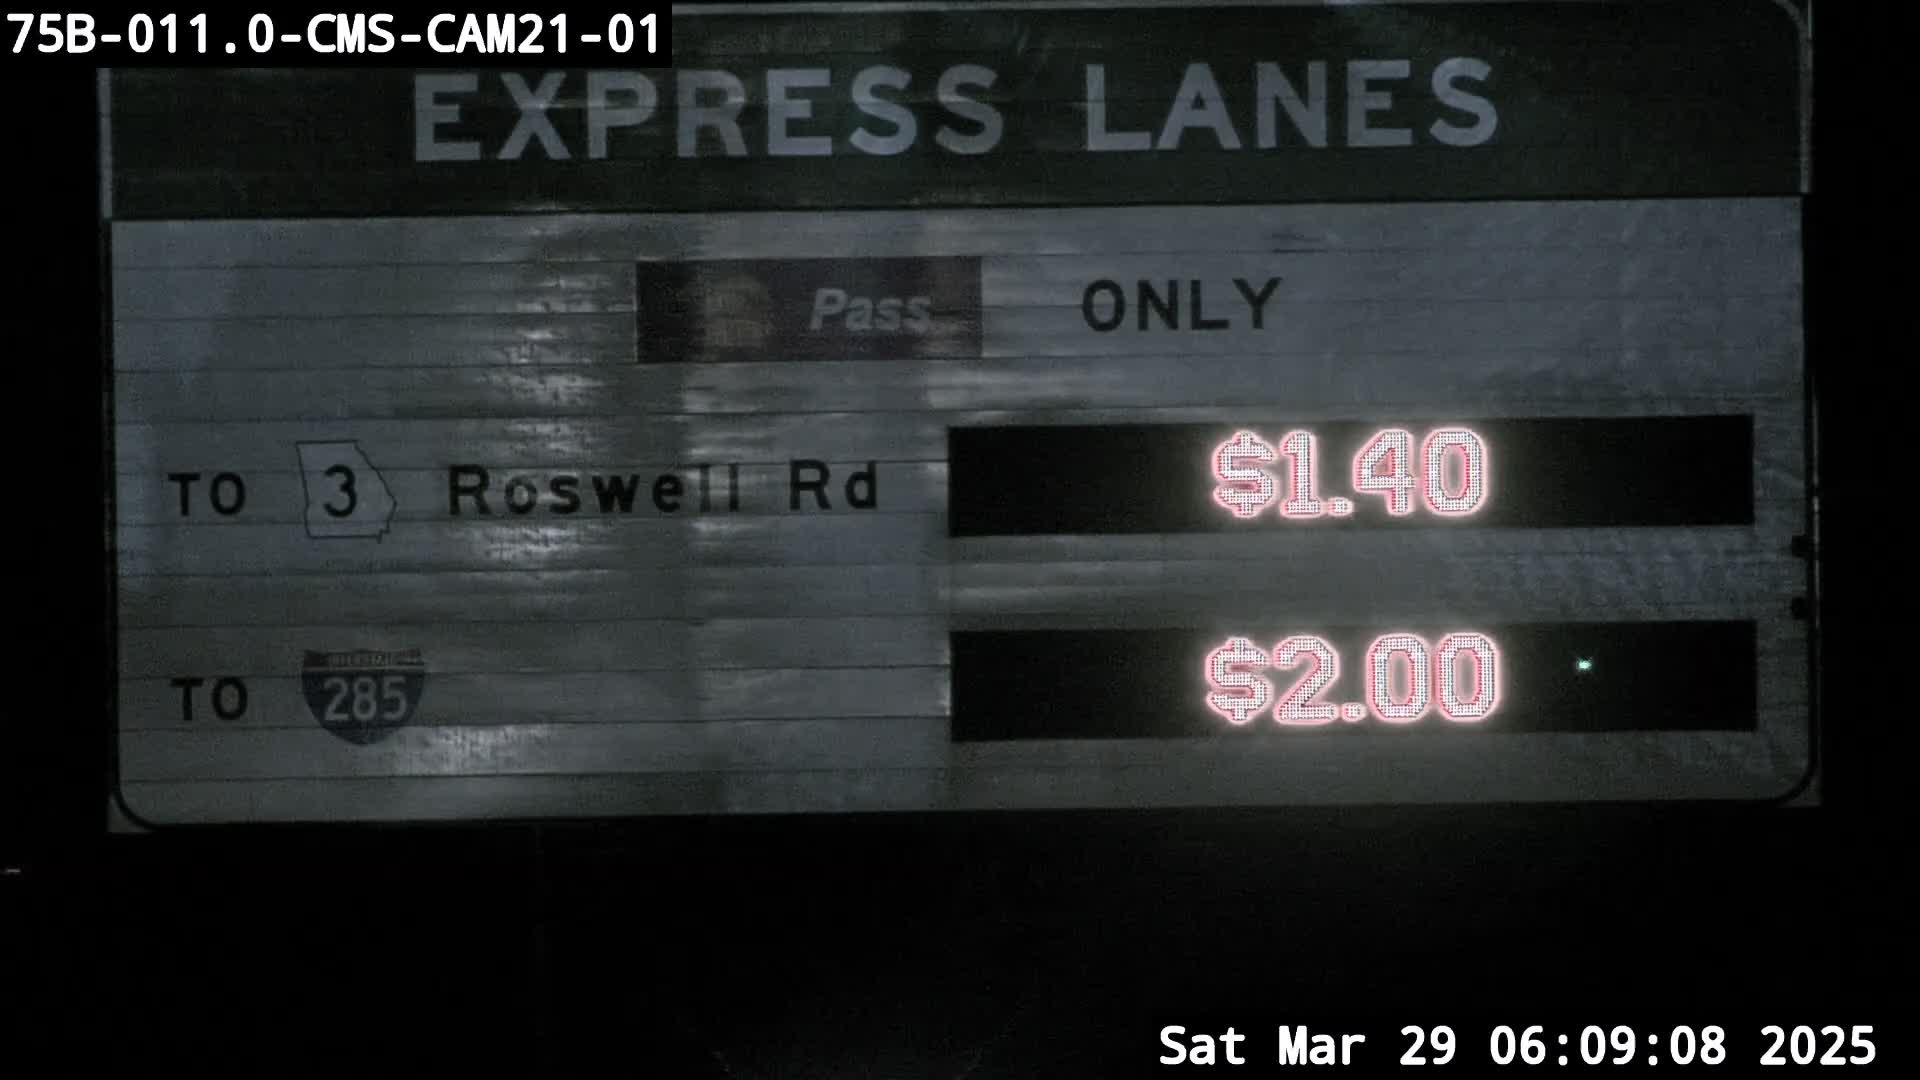 75B-011.0-CMS-CAM21-01
EXPRESS LANES
Pass ONLY
TO 3 Roswell Rd $1.40
INTERSTATE
TO 285 $2.00
Sat Mar 29 06:09:08 2025